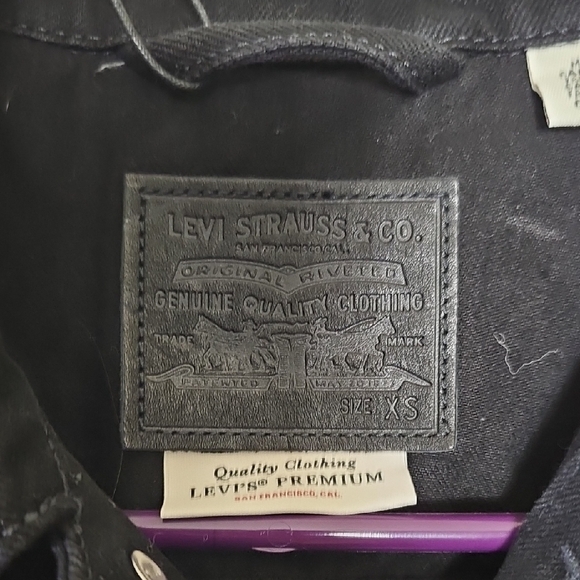 LEVI STRAUSS & CO.
SAN FRANCISCO CAL.
ORIGINAL RIVETED
GENUINE QUALITY CLOTHING
TRADE MARK
PATENTED MAY 20 1873
SIZE XS
Quality Clothing
LEVI'S® PREMIUM
SAN FRANCISCO, CAL.